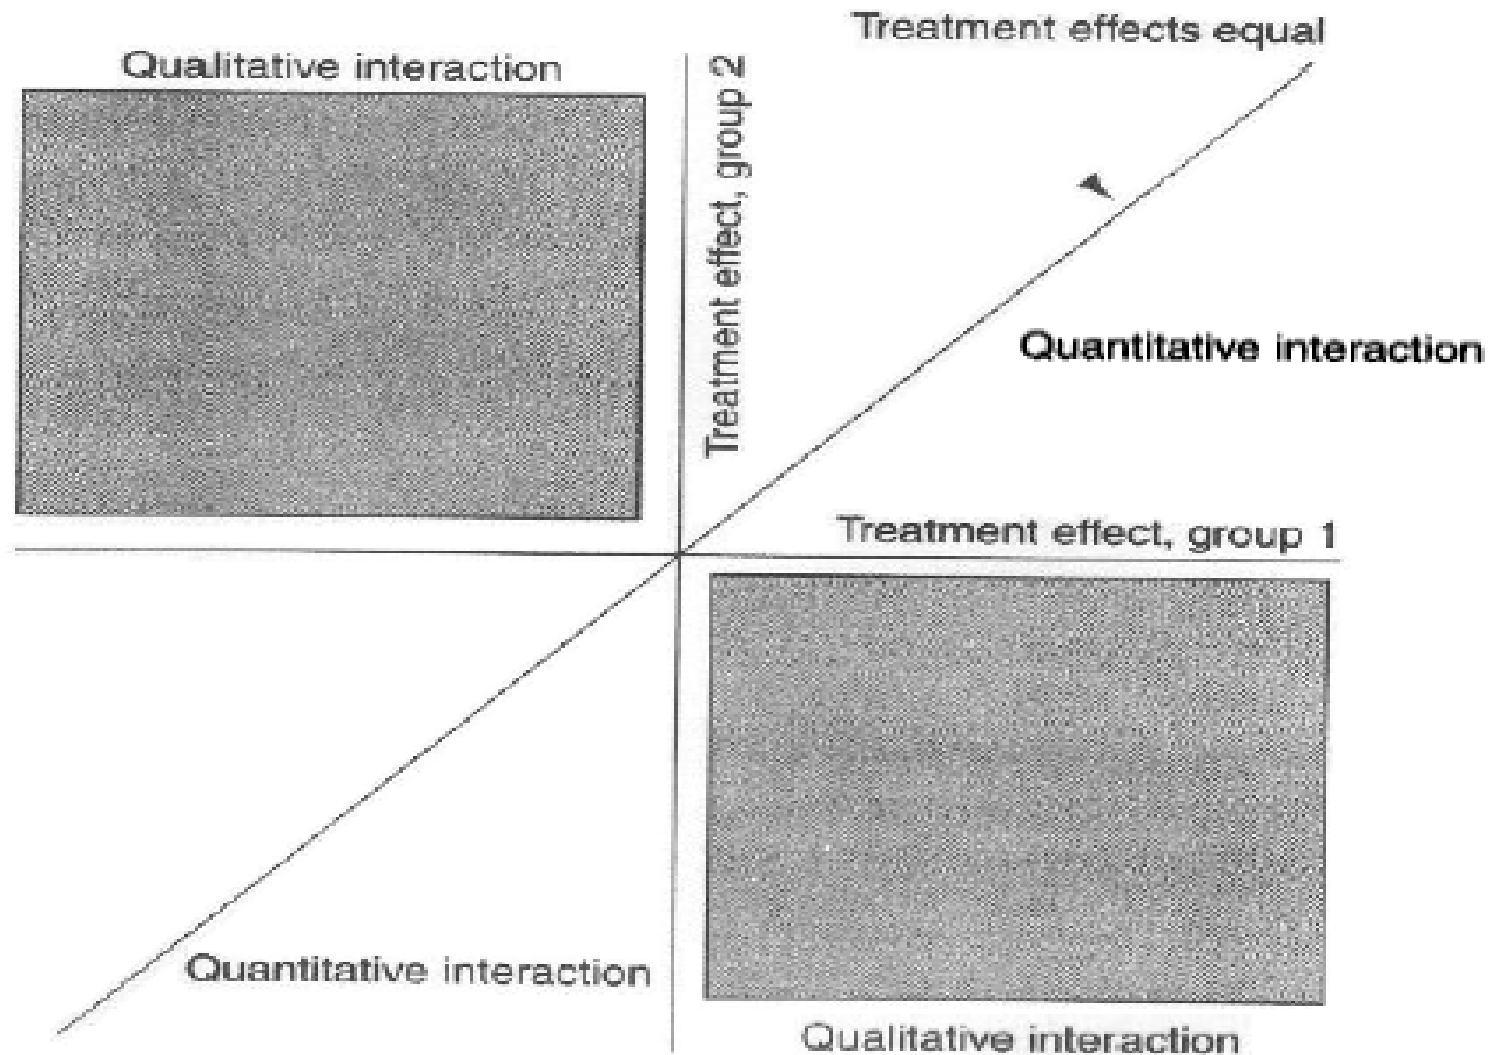 Treatment effects equal
Qualitative interaction
Treatment effect, group 2
Quantitative interaction
Treatment effect, group 1
Quantitative interaction
Qualitative interaction